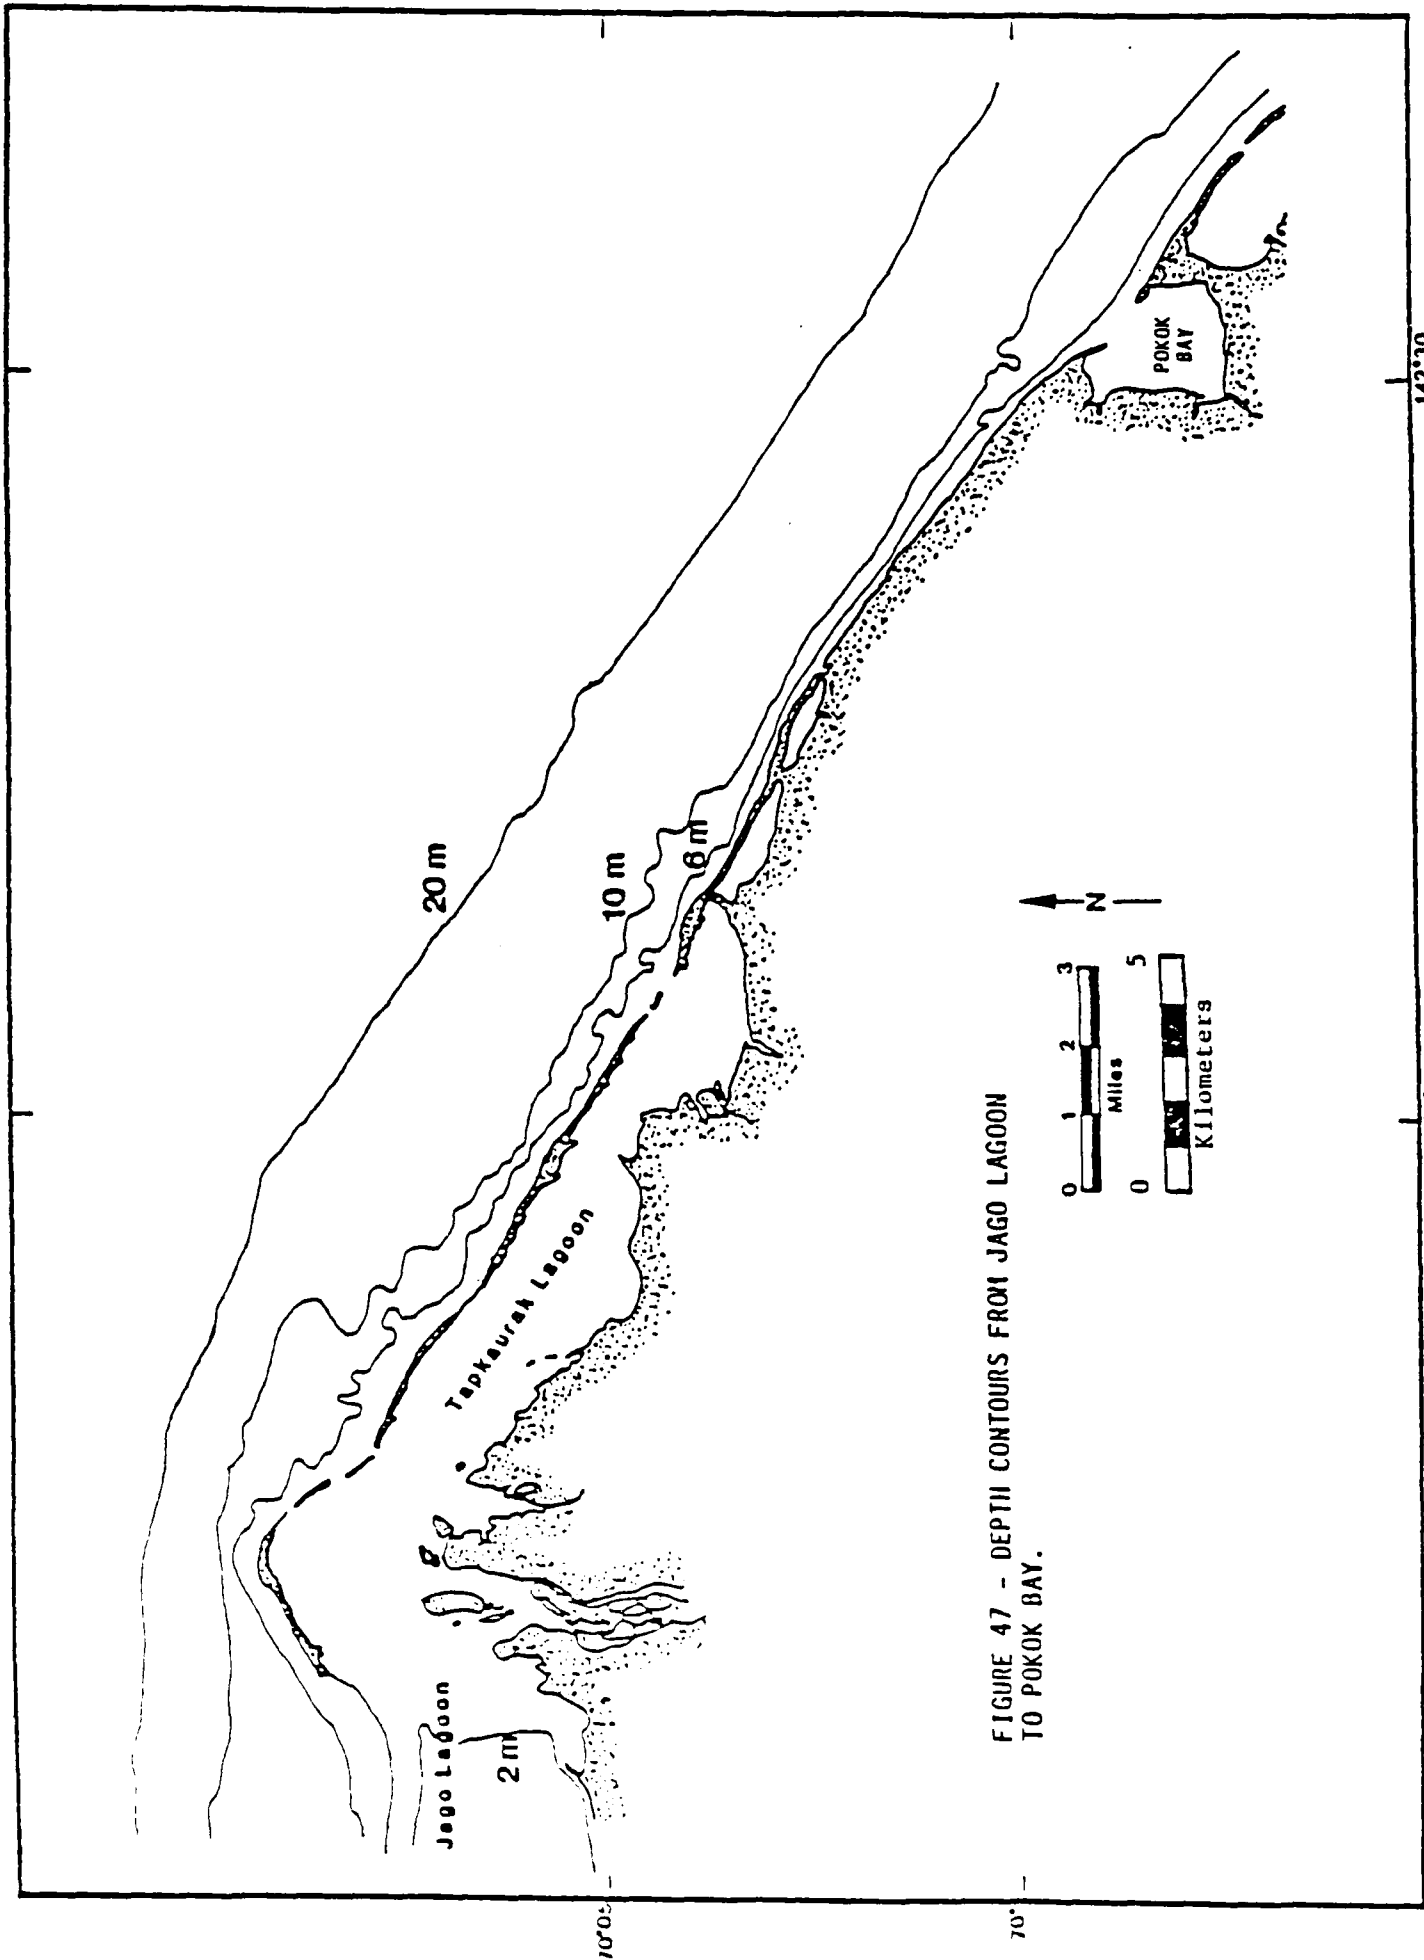 20 m
10 m
6 m
Tapkaurak Lagoon
Jago Lagoon
2 m
POKOK
BAY
N
0 1 2 3
Miles
0 5
Kilometers
FIGURE 47 - DEPTH CONTOURS FROM JAGO LAGOON
TO POKOK BAY.
70°